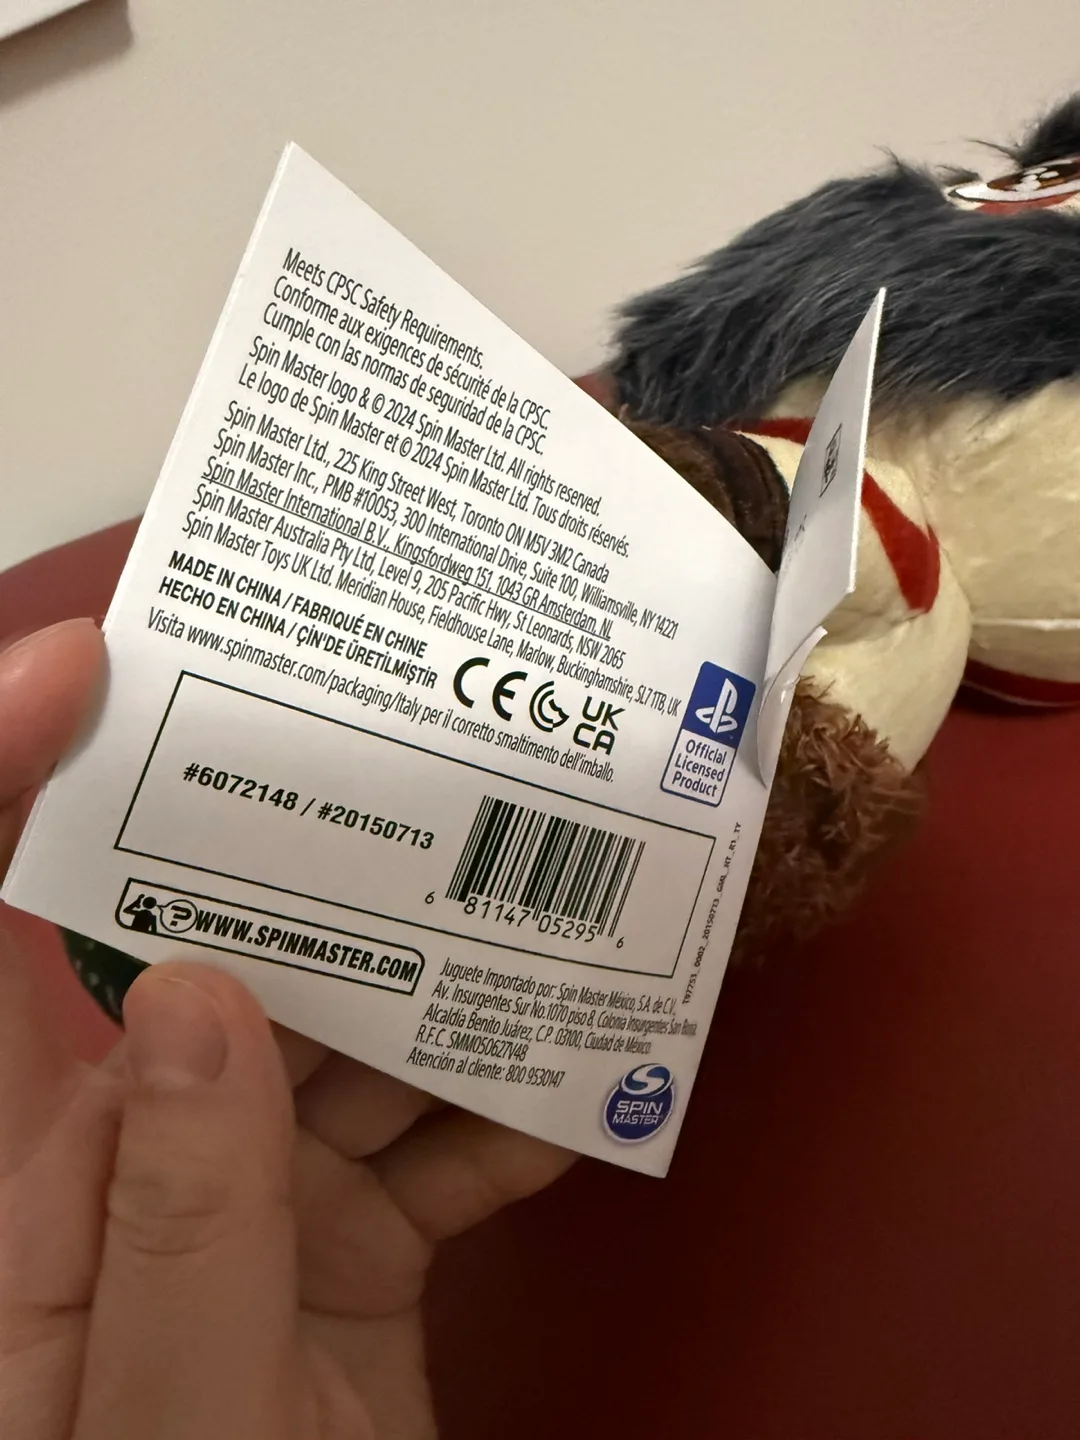 Meets CPSC Safety Requirements.
Conforme aux exigences de sécurité de la CPSC.
Cumple con las normas de seguridad de la CPSC.
Spin Master logo & © 2024 Spin Master Ltd. All rights reserved.
Le logo de Spin Master et © 2024 Spin Master Ltd. Tous droits réservés.
Spin Master Ltd., 225 King Street West, Toronto ON M5V 3M2 Canada
Spin Master Inc., PMB #10053, 300 International Drive, Suite 100, Williamsville, NY 14221
Spin Master International B.V., Kingsfordweg 151, 1043 GR Amsterdam, NL
Spin Master Australia Pty Ltd, Level 9, 205 Pacific Hwy, St Leonards, NSW 2065
Spin Master Toys UK Ltd. Meridian House, Fieldhouse Lane, Marlow, Buckinghamshire, SL7 1TB, UK
MADE IN CHINA / FABRIQUÉ EN CHINE
HECHO EN CHINA / ÇİN'DE ÜRETİLMİŞTİR
CE
UK
CA
Visita www.spinmaster.com/packaging/Italy per il corretto smaltimento dell'imballo.
Official
Licensed
Product
#6072148 / #20150713
6 81147 05295 6
WWW.SPINMASTER.COM
Juguete Importado por: Spin Master México, S.A. de C.V.
Av. Insurgentes Sur No. 1070 piso 8, Colonia Insurgentes San Borja,
Alcaldía Benito Juárez, C.P. 03100, Ciudad de México
R.F.C. SMM050627V48
Atención al cliente: 800 9530147
SPIN
MASTER